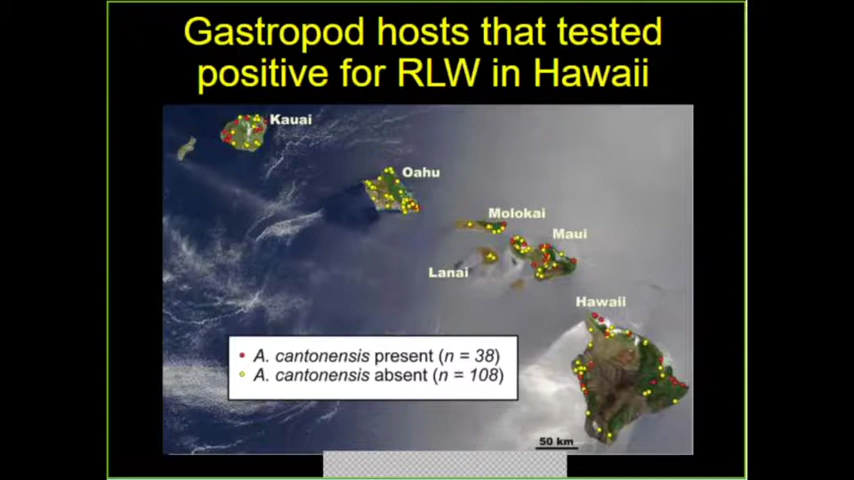 Gastropod hosts that tested
positive for RLW in Hawaii
Kauai
Oahu
Molokai
Maui
Lanai
Hawaii
A. cantonensis present (n = 38)
A. cantonensis absent (n = 108)
50 km